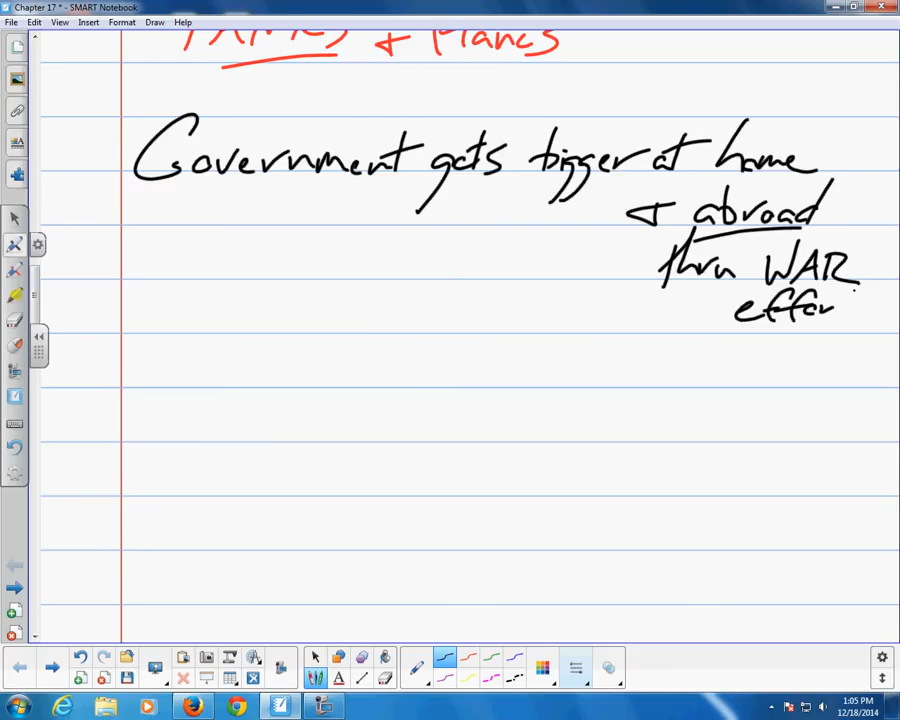 Chapter 17 * - SMART Notebook
File Edit View Insert Format Draw Help
& Planes
Government gets bigger at home
& abroad
thru WAR
effor
1:05 PM
12/18/2014